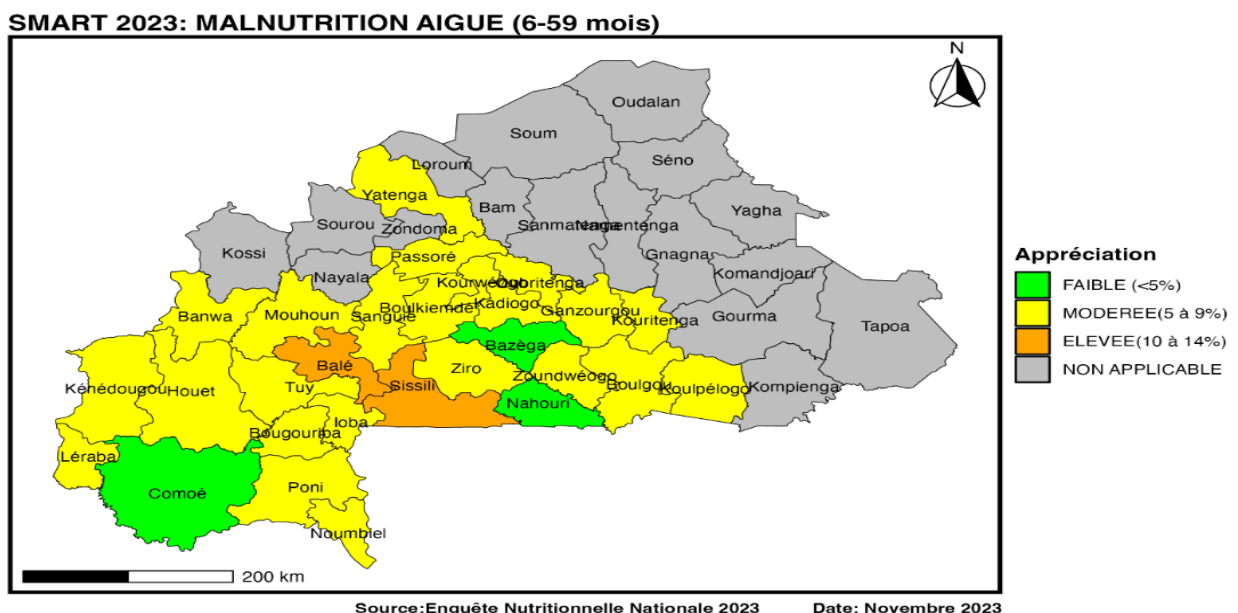 SMART 2023: MALNUTRITION AIGUE (6-59 mois)
N
Oudalan
Soum
Séno
Loroum
Yatenga
Bam
Yagha
Sourou
Zondoma
Sanmatenga
Namentenga
Kossi
Passoré
Gnagna
Nayala
Komandjoari
Kourwéogo
Oubritenga
Banwa
Mouhoun
Sanguié
Boulkiemdé
Kadiogo
Ganzourgou
Kouritenga
Gourma
Tapoa
Bazèga
Balé
Ziro
Zoundwéogo
Kénédougou
Houet
Tuy
Sissili
Boulgou
Koulpélogo
Kompienga
Nahouri
Ioba
Bougouriba
Léraba
Comoé
Poni
Noumbiel
200 km
Appréciation
FAIBLE (<5%)
MODEREE(5 à 9%)
ELEVEE(10 à 14%)
NON APPLICABLE
Source:Enquête Nutritionnelle Nationale 2023 Date: Novembre 2023